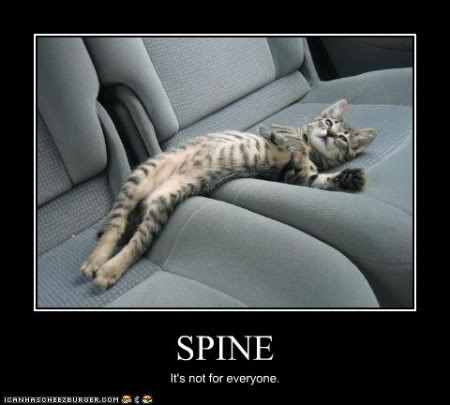 SPINE
It's not for everyone.
ICANHASCHEEZBURGER.COM